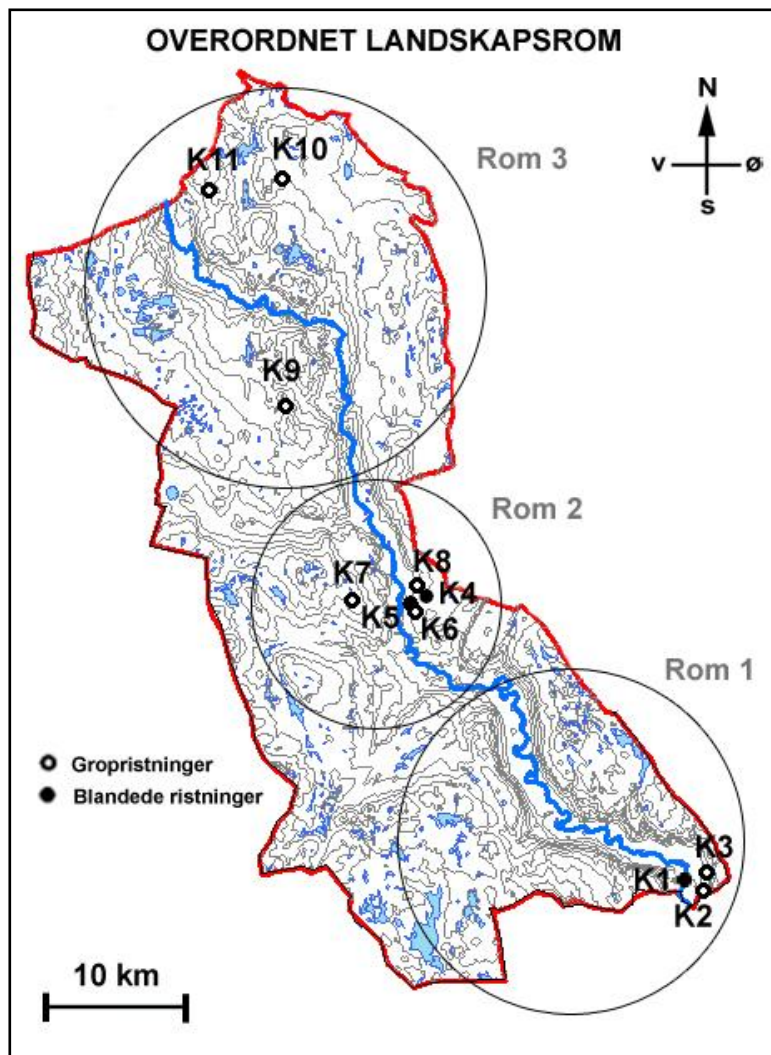 OVERORDNET LANDSKAPSROM
N
V Ø
S
Rom 3
K11
K10
K9
Rom 2
K8
K7
K4
K5
K6
Rom 1
Gropristninger
Blandede ristninger
K3
K1
K2
10 km